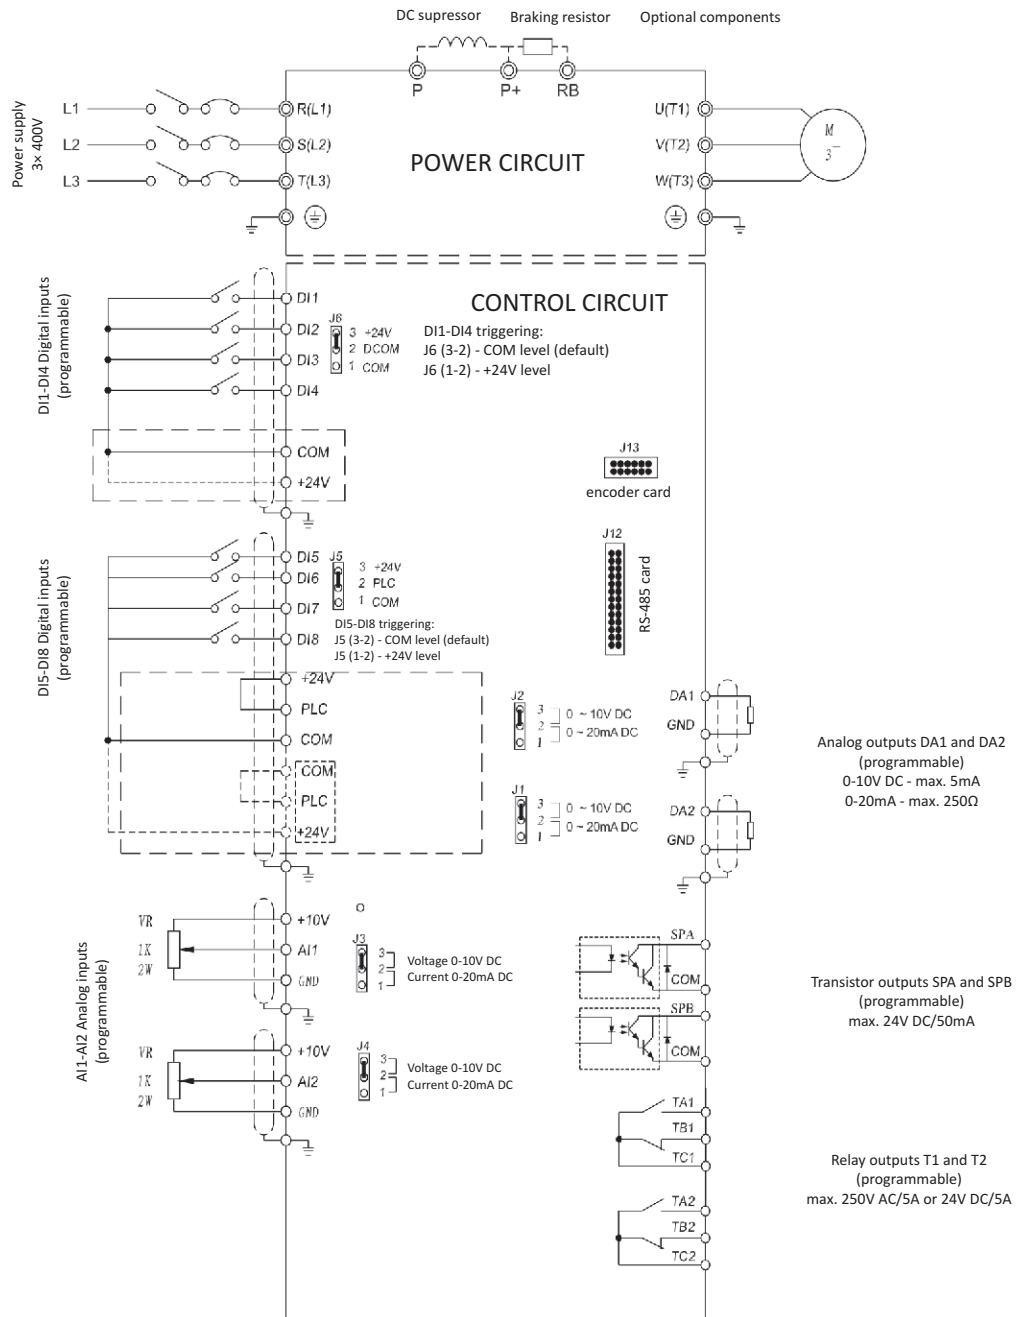 DC supressor
Braking resistor
Optional components
P
P+
RB
Power supply
3× 400V
L1
L2
L3
R(L1)
S(L2)
T(L3)
POWER CIRCUIT
U(T1)
V(T2)
W(T3)
M
3~
CONTROL CIRCUIT
DI1-DI4 Digital inputs
(programmable)
DI1
DI2
DI3
DI4
COM
+24V
J6
3 +24V
2 DCOM
1 COM
DI1-DI4 triggering:
J6 (3-2) - COM level (default)
J6 (1-2) - +24V level
J13
encoder card
J12
RS-485 card
DI5-DI8 Digital inputs
(programmable)
DI5
DI6
DI7
DI8
J5
3 +24V
2 PLC
1 COM
DI5-DI8 triggering:
J5 (3-2) - COM level (default)
J5 (1-2) - +24V level
+24V
PLC
COM
COM
PLC
+24V
J2
3
2
1
0 ~ 10V DC
0 ~ 20mA DC
DA1
GND
J1
3
2
1
0 ~ 10V DC
0 ~ 20mA DC
DA2
GND
Analog outputs DA1 and DA2
(programmable)
0-10V DC - max. 5mA
0-20mA - max. 250Ω
AI1-AI2 Analog inputs
(programmable)
VR
1K
2W
+10V
AI1
GND
J3
3
2
1
Voltage 0-10V DC
Current 0-20mA DC
VR
1K
2W
+10V
AI2
GND
J4
3
2
1
Voltage 0-10V DC
Current 0-20mA DC
SPA
COM
SPB
COM
Transistor outputs SPA and SPB
(programmable)
max. 24V DC/50mA
TA1
TB1
TC1
TA2
TB2
TC2
Relay outputs T1 and T2
(programmable)
max. 250V AC/5A or 24V DC/5A